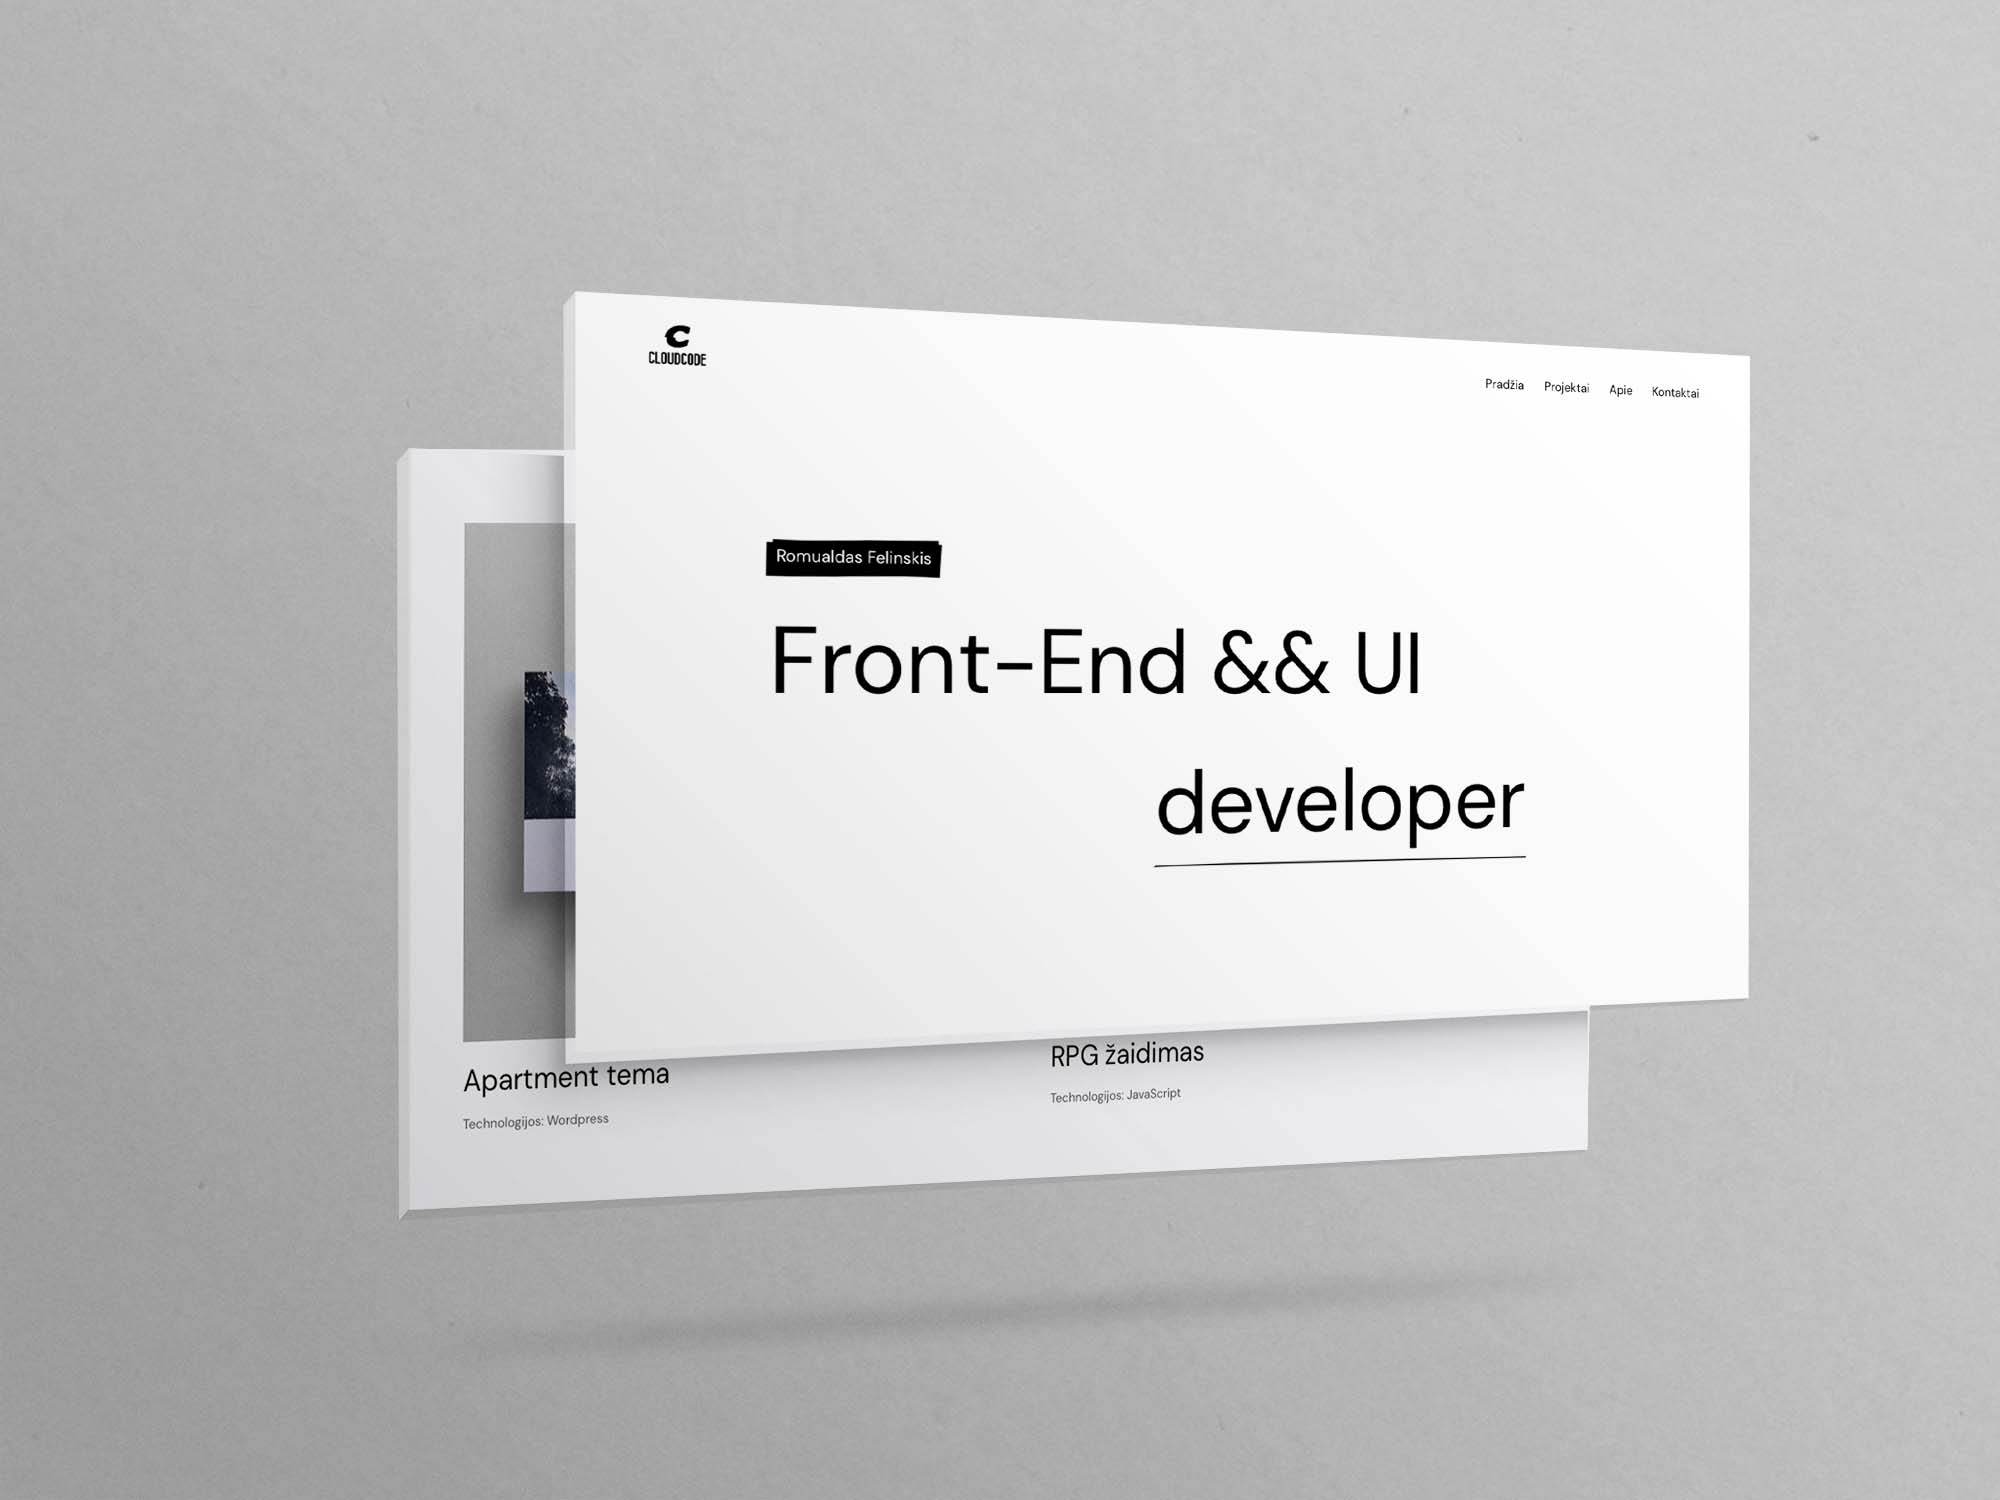 C
CLOUDCODE
Pradžia Projektai Apie Kontaktai
Romualdas Felinskis
Front-End && UI
developer
Apartment tema
Technologijos: Wordpress
RPG žaidimas
Technologijos: JavaScript